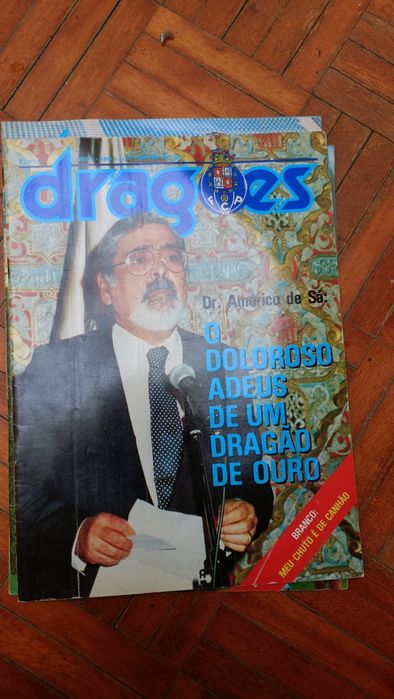 dragões
F C P
Dr. Américo de Sá:
O
DOLOROSO
ADEUS
DE UM
DRAGÃO
DE OURO
BRANCO:
MEU CHUTO É DE CANHÃO